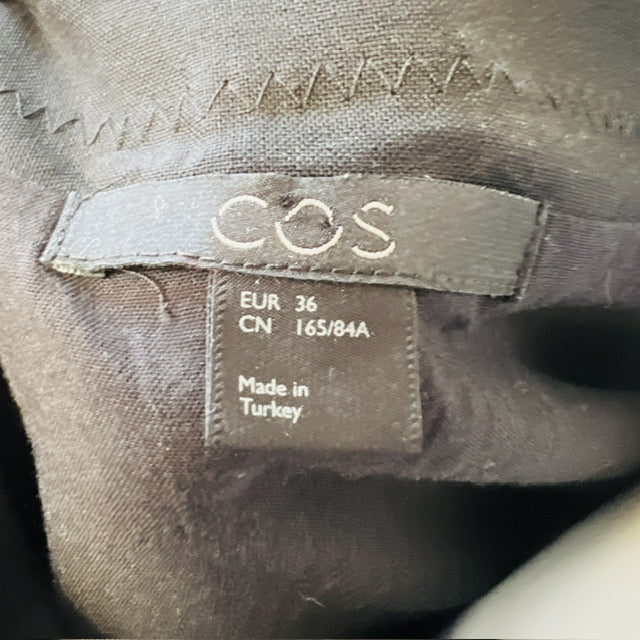 COS
EUR 36
CN 165/84A
Made in
Turkey